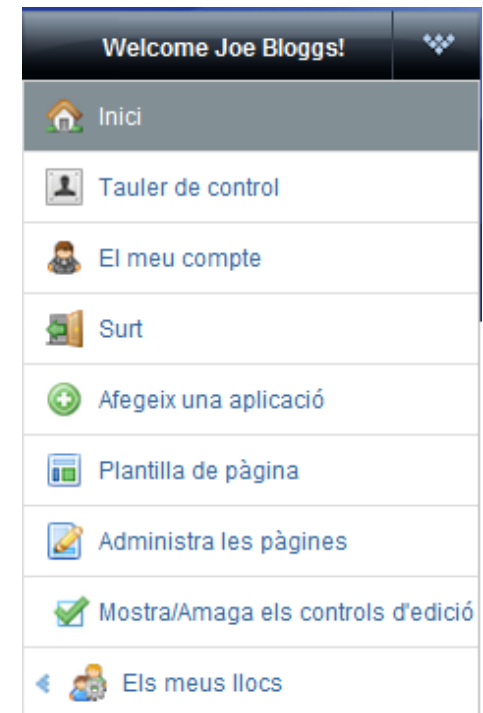 Welcome Joe Bloggs!
Inici
Tauler de control
El meu compte
Surt
Afegeix una aplicació
Plantilla de pàgina
Administra les pàgines
Mostra/Amaga els controls d'edició
Els meus llocs